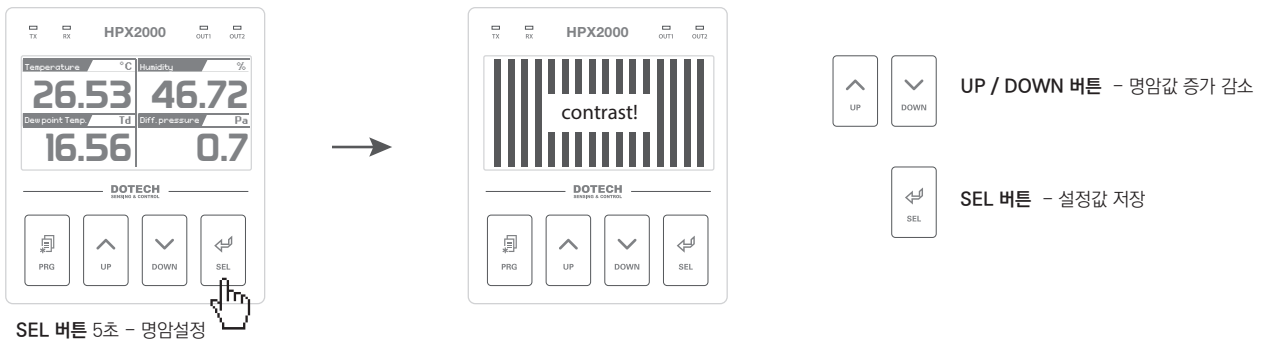 TX RX HPX2000 OUT1 OUT2
Temperature °C Humidity %
26.53 46.72
Dew point Temp. Td Diff. pressure Pa
16.56 0.7
DOTECH
SENSING & CONTROL
PRG UP DOWN SEL
SEL 버튼 5초 - 명암설정
TX RX HPX2000 OUT1 OUT2
contrast!
DOTECH
SENSING & CONTROL
PRG UP DOWN SEL
UP DOWN UP / DOWN 버튼 - 명암값 증가 감소
SEL SEL 버튼 - 설정값 저장